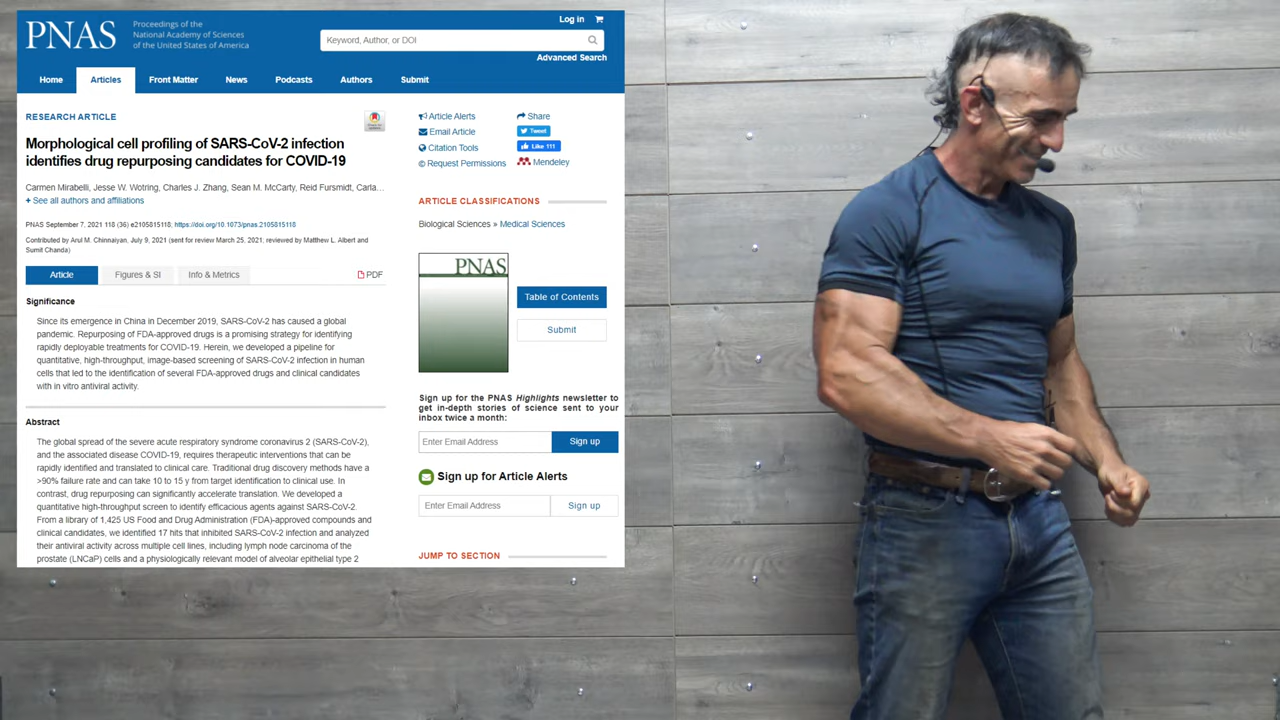 PNAS
Proceedings of the
National Academy of Sciences
of the United States of America
Log in
Keyword, Author, or DOI
Advanced Search
Home Articles Front Matter News Podcasts Authors Submit
RESEARCH ARTICLE
Morphological cell profiling of SARS-CoV-2 infection
identifies drug repurposing candidates for COVID-19
Carmen Mirabelli, Jesse W. Wotring, Charles J. Zhang, Sean M. McCarty, Reid Fursmidt, Carla…
+ See all authors and affiliations
PNAS September 7, 2021 118 (36) e2105815118; https://doi.org/10.1073/pnas.2105815118
Contributed by Arul M. Chinnaiyan, July 9, 2021 (sent for review March 25, 2021; reviewed by Matthew L. Albert and
Sumit Chanda)
Article Figures & SI Info & Metrics PDF
Significance
Since its emergence in China in December 2019, SARS-CoV-2 has caused a global
pandemic. Repurposing of FDA-approved drugs is a promising strategy for identifying
rapidly deployable treatments for COVID-19. Herein, we developed a pipeline for
quantitative, high-throughput, image-based screening of SARS-CoV-2 infection in human
cells that led to the identification of several FDA-approved drugs and clinical candidates
with in vitro antiviral activity.
Abstract
The global spread of the severe acute respiratory syndrome coronavirus 2 (SARS-CoV-2),
and the associated disease COVID-19, requires therapeutic interventions that can be
rapidly identified and translated to clinical care. Traditional drug discovery methods have a
>90% failure rate and can take 10 to 15 y from target identification to clinical use. In
contrast, drug repurposing can significantly accelerate translation. We developed a
quantitative high-throughput screen to identify efficacious agents against SARS-CoV-2.
From a library of 1,425 US Food and Drug Administration (FDA)-approved compounds and
clinical candidates, we identified 17 hits that inhibited SARS-CoV-2 infection and analyzed
their antiviral activity across multiple cell lines, including lymph node carcinoma of the
prostate (LNCaP) cells and a physiologically relevant model of alveolar epithelial type 2
Article Alerts Share
Email Article Tweet
Citation Tools Like 111
© Request Permissions Mendeley
ARTICLE CLASSIFICATIONS
Biological Sciences » Medical Sciences
PNAS
Table of Contents
Submit
Sign up for the PNAS Highlights newsletter to
get in-depth stories of science sent to your
inbox twice a month:
Enter Email Address Sign up
Sign up for Article Alerts
Enter Email Address Sign up
JUMP TO SECTION